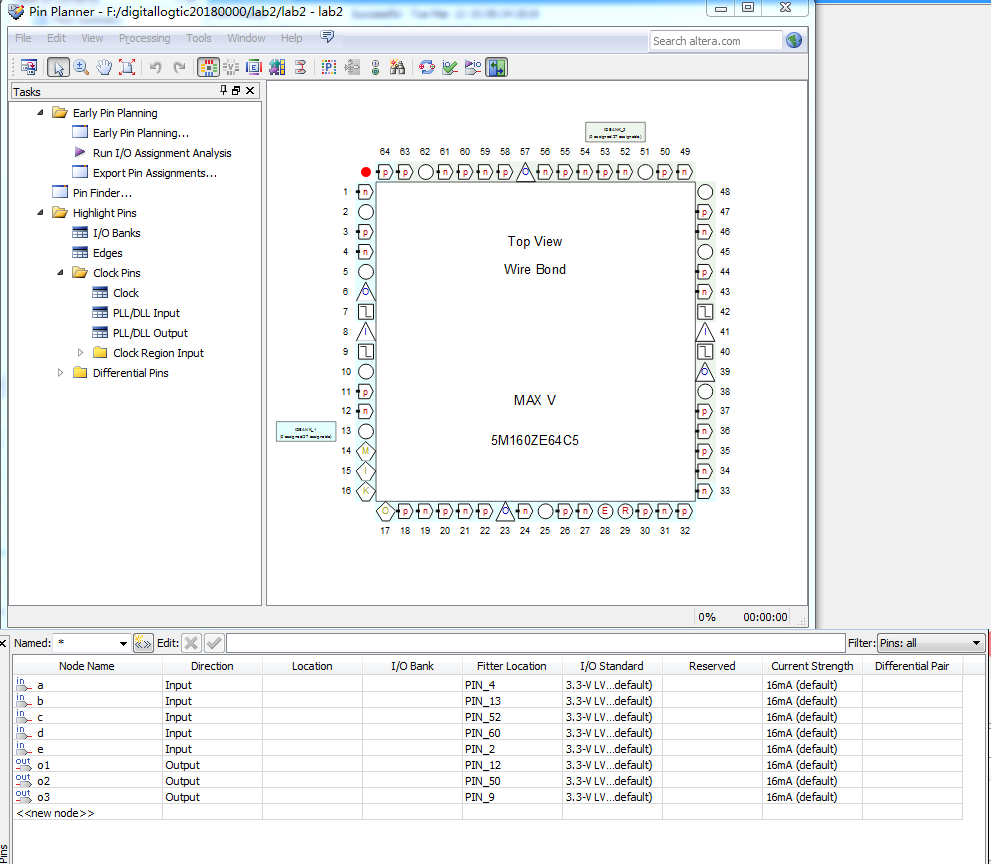 Pin Planner - F:/digitallogtic20180000/lab2/lab2 - lab2
File Edit View Processing Tools Window Help
Search altera.com
Tasks
Early Pin Planning
Early Pin Planning...
Run I/O Assignment Analysis
Export Pin Assignments...
Pin Finder...
Highlight Pins
I/O Banks
Edges
Clock Pins
Clock
PLL/DLL Input
PLL/DLL Output
Clock Region Input
Differential Pins
IOBANK_2
64 63 62 61 60 59 58 57 56 55 54 53 52 51 50 49
p p n p n p O n p n p n p n
1 n
2
3 p
4 n
5
6 O
7
8 I
9
10
11 p
12 n
13
14 M
15 I
16 K
IOBANK_1
Top View
Wire Bond
MAX V
5M160ZE64C5
48
p 47
n 46
45
p 44
n 43
42
I 41
40
O 39
38
p 37
n 36
p 35
n 34
n 33
O p n p n p O n p n E R p n p
17 18 19 20 21 22 23 24 25 26 27 28 29 30 31 32
0% 00:00:00
Named: * Edit: Filter: Pins: all
Node Name Direction Location I/O Bank Fitter Location I/O Standard Reserved Current Strength Differential Pair
in a Input PIN_4 3.3-V LV...default) 16mA (default)
in b Input PIN_13 3.3-V LV...default) 16mA (default)
in c Input PIN_52 3.3-V LV...default) 16mA (default)
in d Input PIN_60 3.3-V LV...default) 16mA (default)
in e Input PIN_2 3.3-V LV...default) 16mA (default)
out o1 Output PIN_12 3.3-V LV...default) 16mA (default)
out o2 Output PIN_50 3.3-V LV...default) 16mA (default)
out o3 Output PIN_9 3.3-V LV...default) 16mA (default)
<<new node>>
Pins